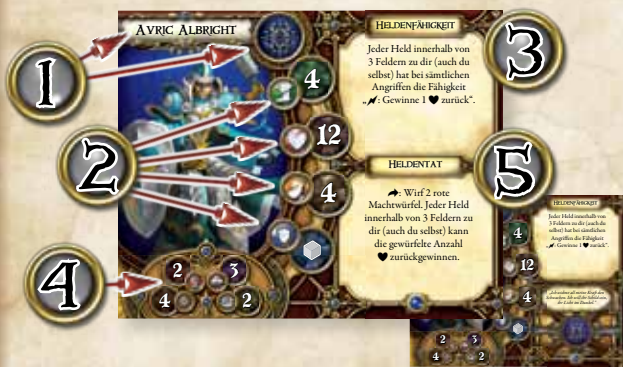 Avric Albright
1
2
3
4
5
4
12
4
2
3
4
2
Heldenfähigkeit
Jeder Held innerhalb von
3 Feldern zu dir (auch du
selbst) hat bei sämtlichen
Angriffen die Fähigkeit
„: Gewinne 1 ♥ zurück“.
Heldentat
: Wirf 2 rote
Machtwürfel. Jeder Held
innerhalb von 3 Feldern zu
dir (auch du selbst) kann
die gewürfelte Anzahl
♥ zurückgewinnen.
Heldenfähigkeit
Jeder Held innerhalb von
3 Feldern zu dir (auch du
selbst) hat bei sämtlichen
Angriffen die Fähigkeit
„: Gewinne 1 ♥ zurück“.
4
12
4
2
3
4
2